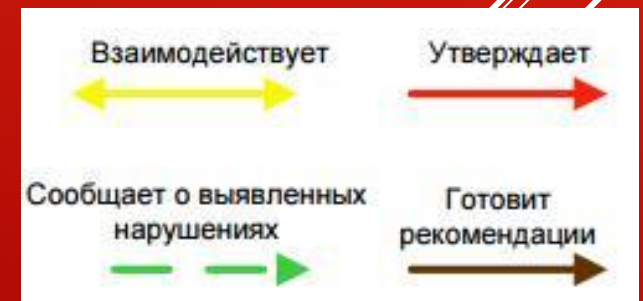 Взаимодействует
Утверждает
Сообщает о выявленных
нарушениях
Готовит
рекомендации